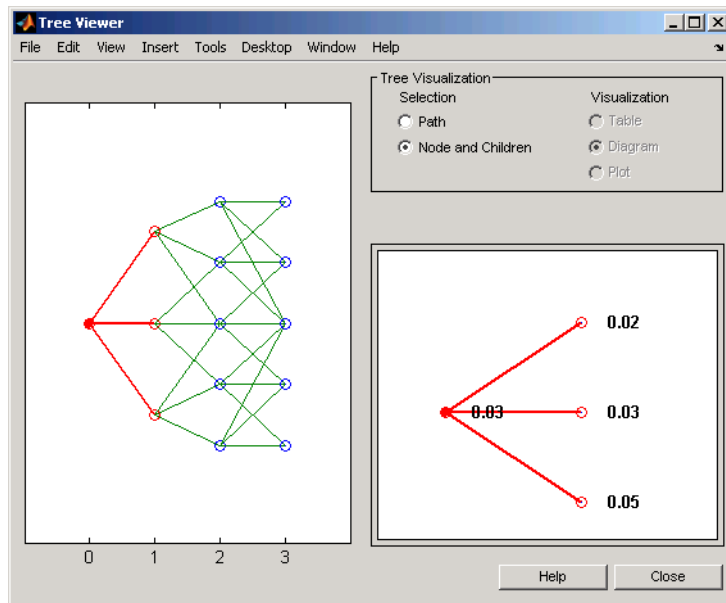 Tree Viewer
File Edit View Insert Tools Desktop Window Help
Tree Visualization
Selection
Path
Node and Children
Visualization
Table
Diagram
Plot
0 1 2 3
0.03
0.02
0.03
0.05
Help
Close